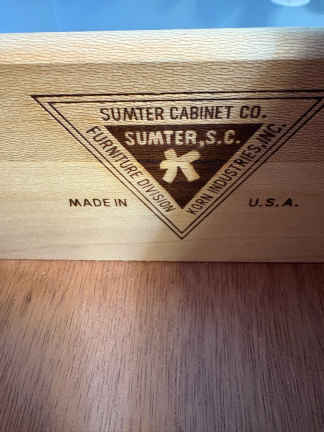 SUMTER CABINET CO.
SUMTER, S.C.
FURNITURE DIVISION
KORN INDUSTRIES, INC.
MADE IN
U.S.A.